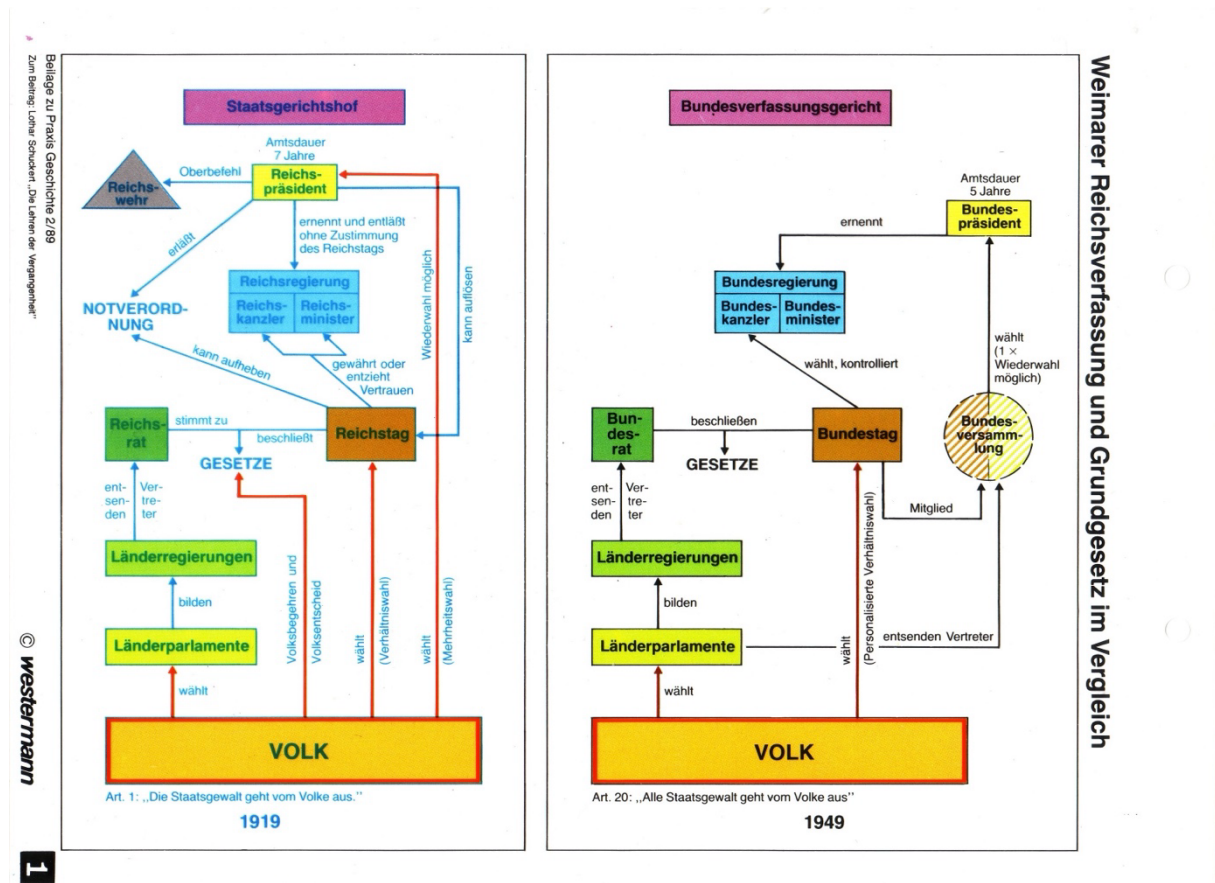 Weimarer Reichsverfassung und Grundgesetz im Vergleich
Staatsgerichtshof
Amtsdauer
7 Jahre
Reichs-
präsident
Oberbefehl
Reichs-
wehr
erläßt
ernennt und entläßt
ohne Zustimmung
des Reichstags
Wiederwahl möglich
kann auflösen
Reichsregierung
Reichs-
kanzler
Reichs-
minister
NOTVERORD-
NUNG
kann aufheben
gewährt oder
entzieht
Vertrauen
Reichs-
rat
stimmt zu
beschließt
Reichstag
GESETZE
ent-
sen-
den
Ver-
tre-
ter
Länderregierungen
bilden
Länderparlamente
wählt
Volksbegehren und
Volksentscheid
wählt
(Verhältniswahl)
wählt
(Mehrheitswahl)
VOLK
Art. 1: ,,Die Staatsgewalt geht vom Volke aus.''
1919
Bundesverfassungsgericht
Amtsdauer
5 Jahre
Bundes-
präsident
ernennt
Bundesregierung
Bundes-
kanzler
Bundes-
minister
wählt
(1 ×
Wiederwahl
möglich)
wählt, kontrolliert
Bun-
des-
rat
beschließen
Bundestag
Bundes-
versamm-
lung
GESETZE
ent-
sen-
den
Ver-
tre-
ter
Mitglied
Länderregierungen
bilden
Länderparlamente
entsenden Vertreter
wählt
wählt
(Personalisierte Verhältniswahl)
VOLK
Art. 20: ,,Alle Staatsgewalt geht vom Volke aus''
1949
Beilage zu Praxis Geschichte 2/89
Zum Beitrag: Lothar Schuckert ,,Die Lehren der Vergangenheit''
© westermann
1